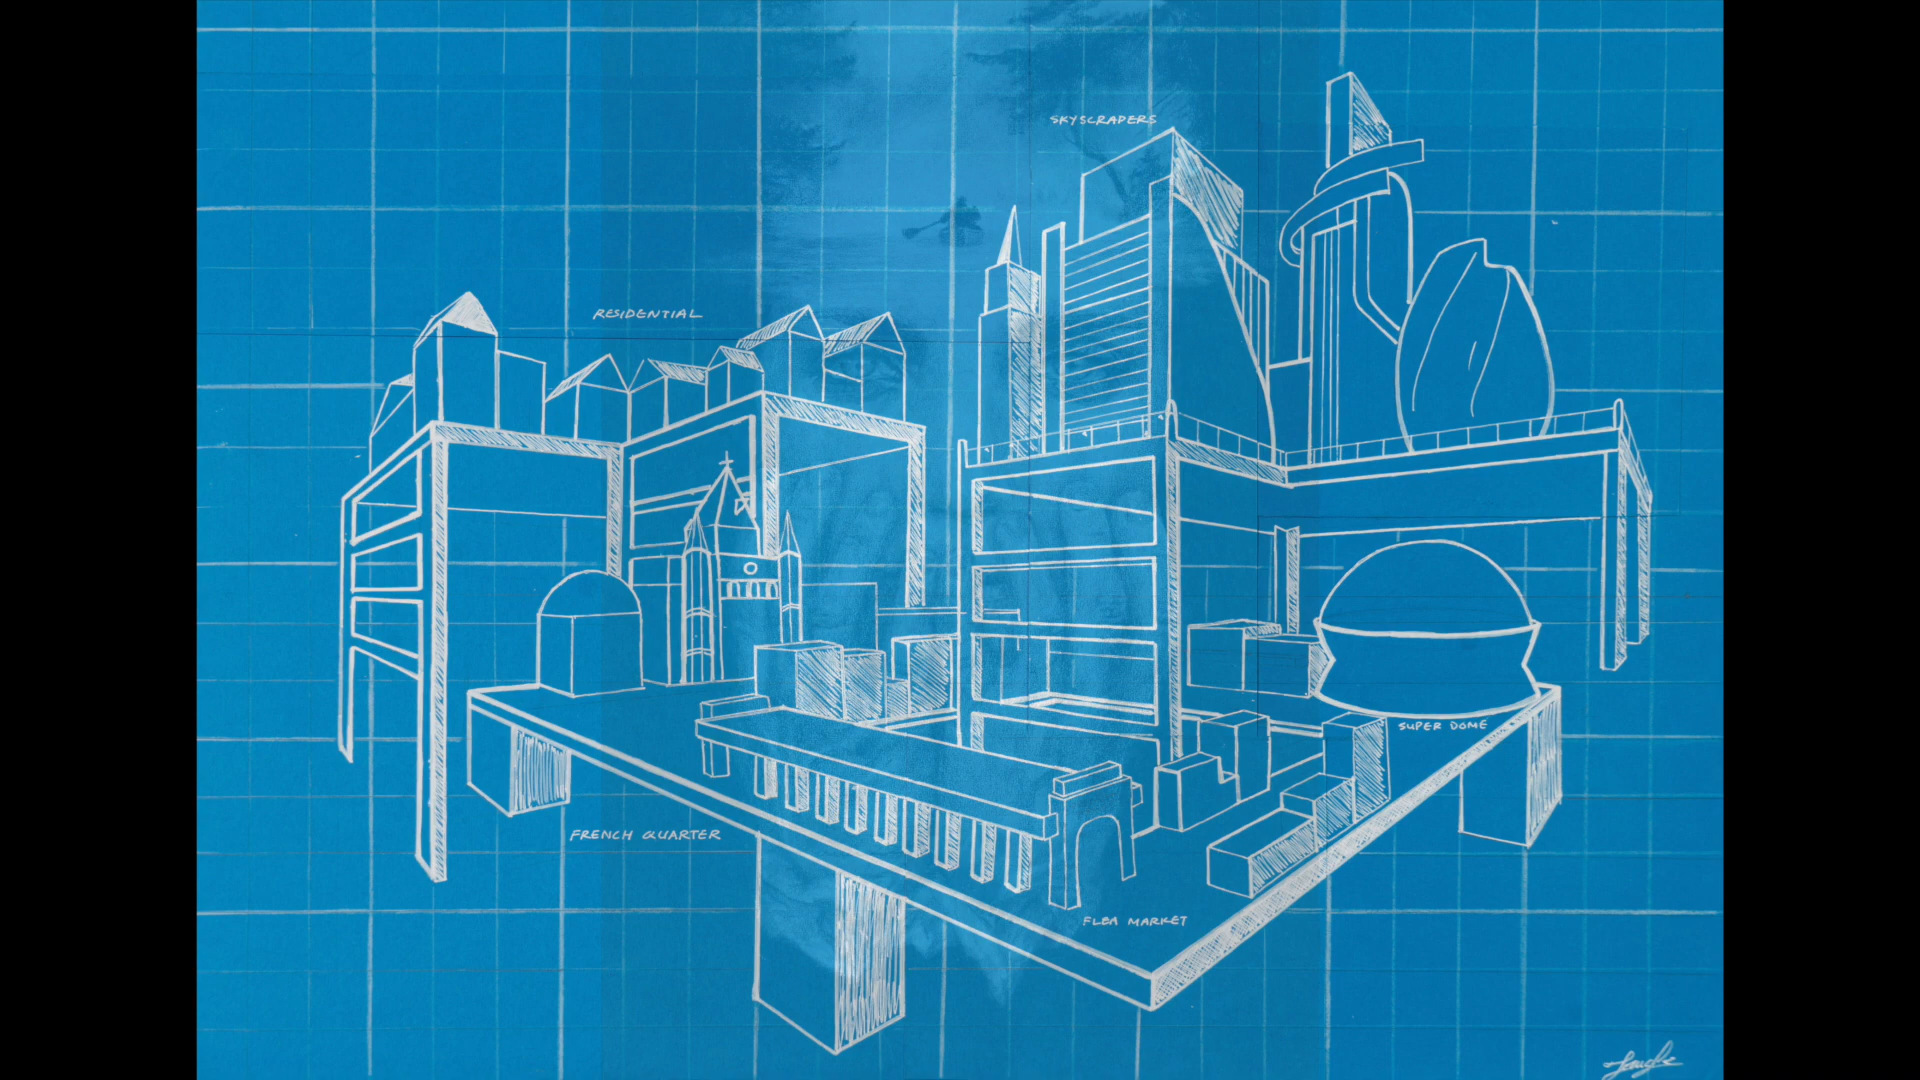 SKYSCRAPERS
RESIDENTIAL
SUPER DOME
FRENCH QUARTER
FLEA MARKET